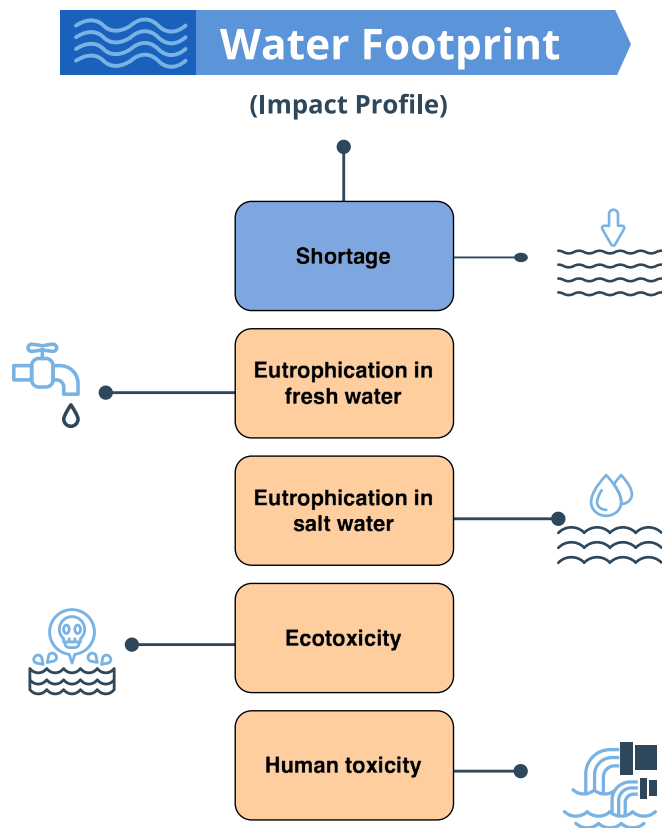 Water Footprint
(Impact Profile)
Shortage
Eutrophication in
fresh water
Eutrophication in
salt water
Ecotoxicity
Human toxicity